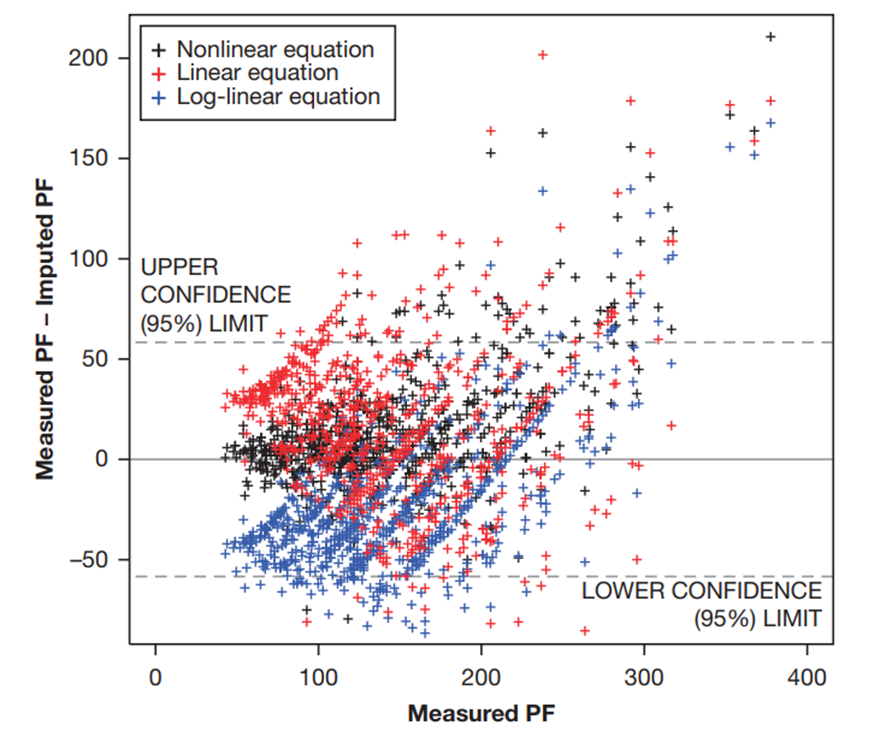 Nonlinear equation
Linear equation
Log-linear equation
200
150
100
50
0
–50
UPPER
CONFIDENCE
(95%) LIMIT
LOWER CONFIDENCE
(95%) LIMIT
Measured PF – Imputed PF
0 100 200 300 400
Measured PF